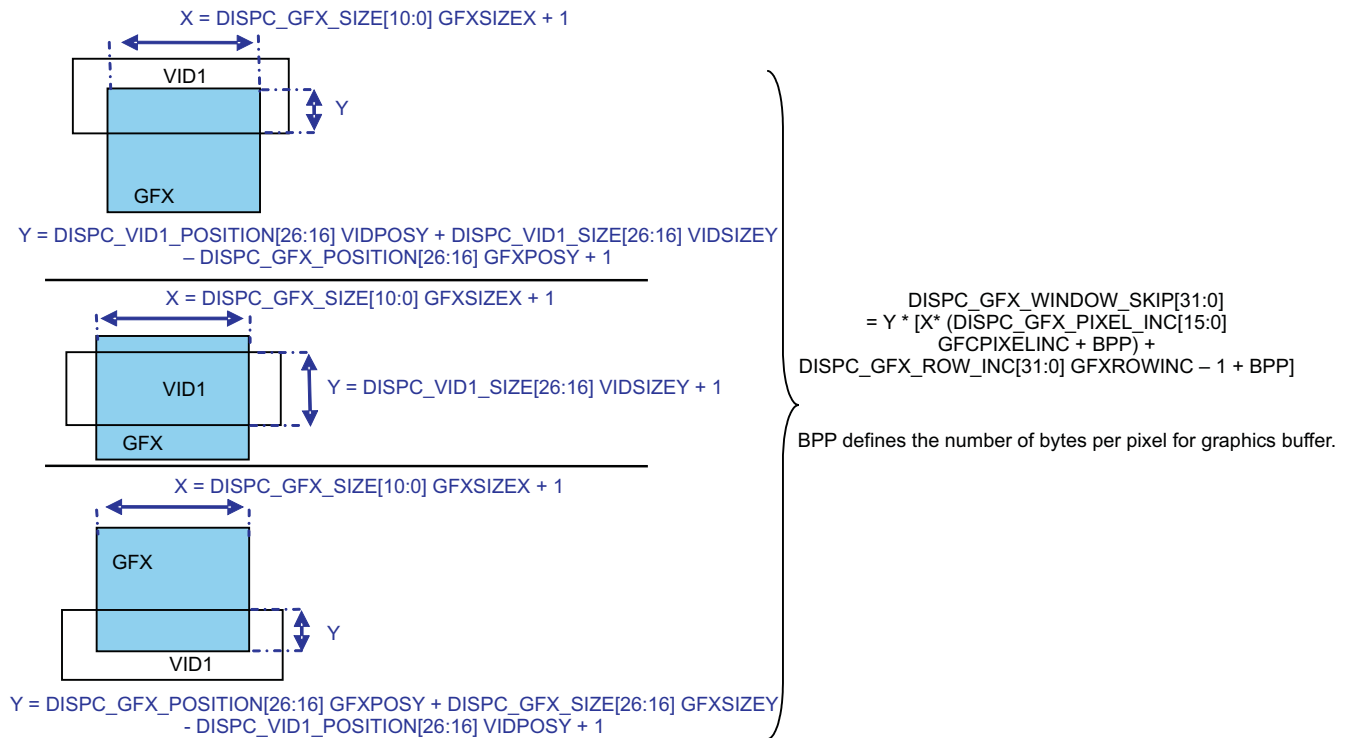 X = DISPC_GFX_SIZE[10:0] GFXSIZEX + 1
VID1
Y
GFX
Y = DISPC_VID1_POSITION[26:16] VIDPOSY + DISPC_VID1_SIZE[26:16] VIDSIZEY
– DISPC_GFX_POSITION[26:16] GFXPOSY + 1
X = DISPC_GFX_SIZE[10:0] GFXSIZEX + 1
VID1
Y = DISPC_VID1_SIZE[26:16] VIDSIZEY + 1
GFX
X = DISPC_GFX_SIZE[10:0] GFXSIZEX + 1
GFX
Y
VID1
Y = DISPC_GFX_POSITION[26:16] GFXPOSY + DISPC_GFX_SIZE[26:16] GFXSIZEY
- DISPC_VID1_POSITION[26:16] VIDPOSY + 1
DISPC_GFX_WINDOW_SKIP[31:0]
= Y * [X* (DISPC_GFX_PIXEL_INC[15:0]
GFCPIXELINC + BPP) +
DISPC_GFX_ROW_INC[31:0] GFXROWINC – 1 + BPP]
BPP defines the number of bytes per pixel for graphics buffer.